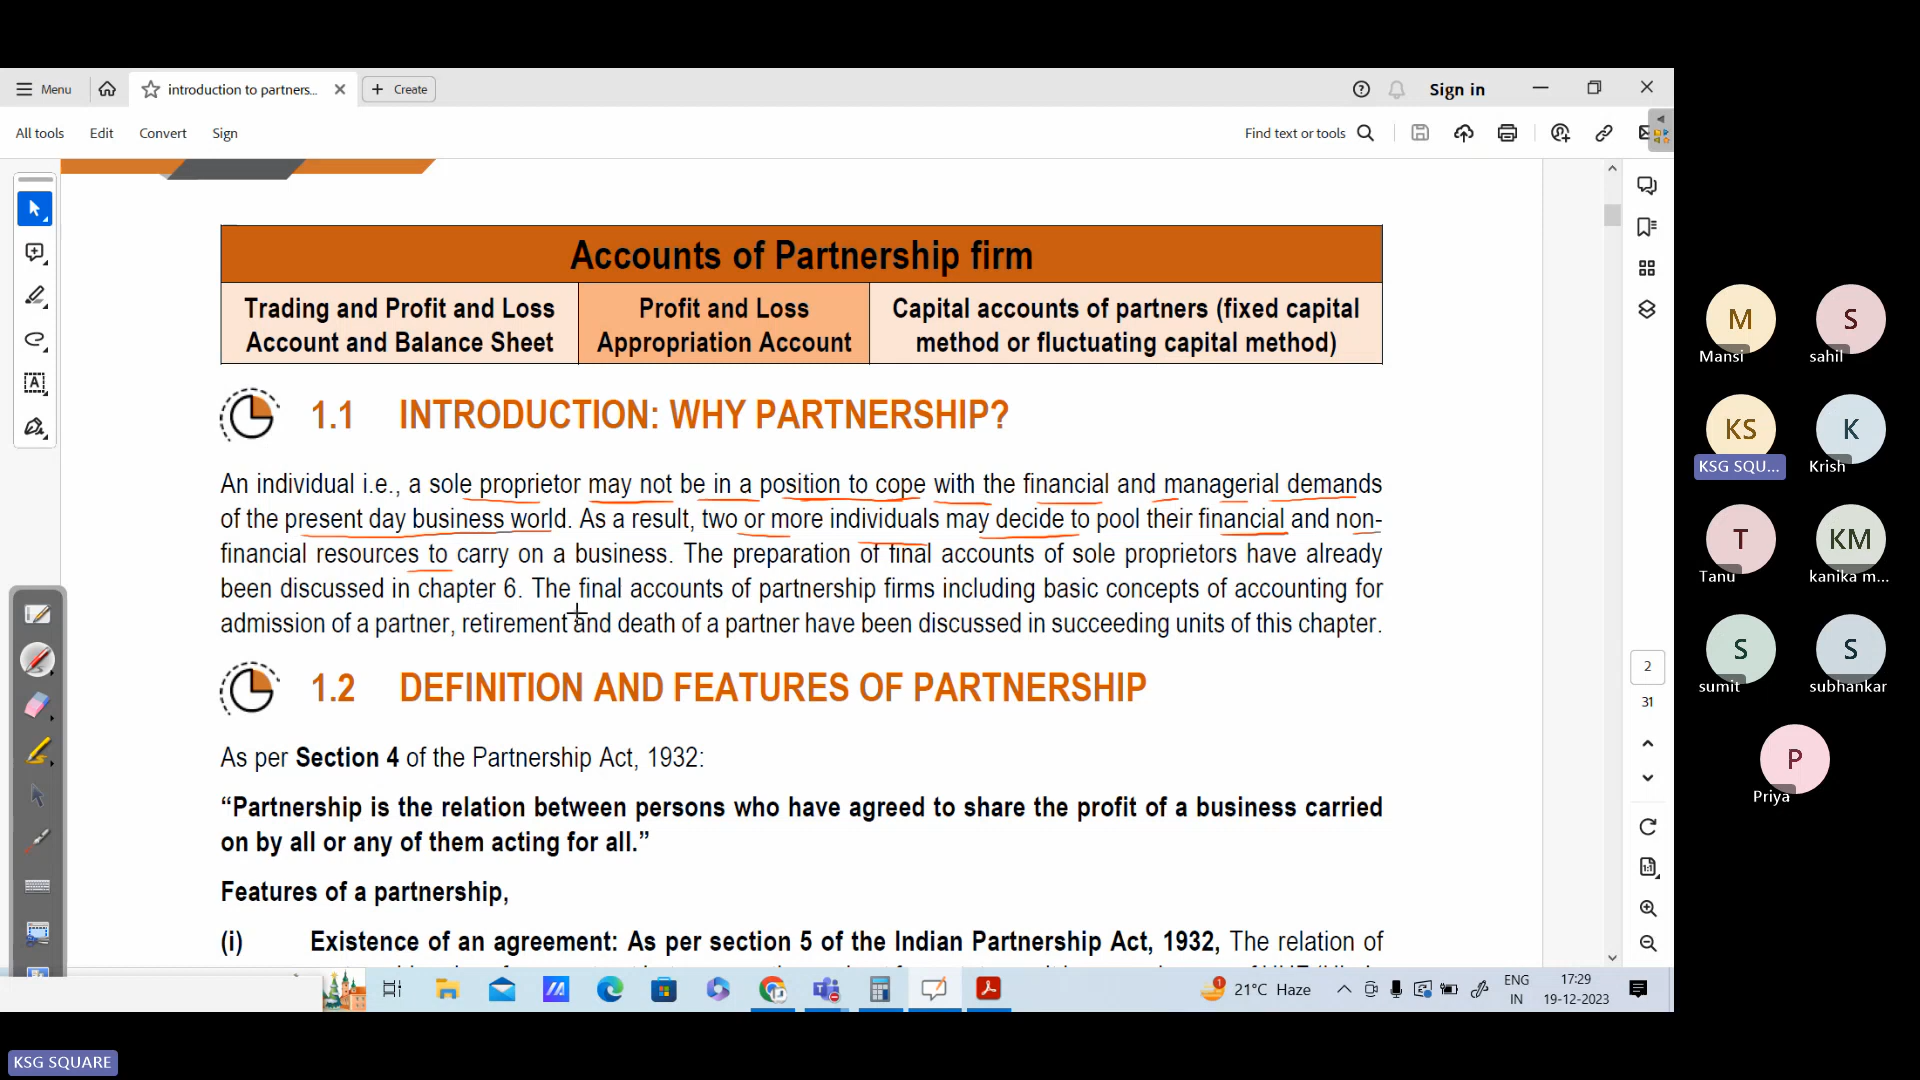 Menu
introduction to partners...
Create
Sign in
All tools
Edit
Convert
Sign
Find text or tools
Accounts of Partnership firm
Trading and Profit and Loss
Account and Balance Sheet
Profit and Loss
Appropriation Account
Capital accounts of partners (fixed capital
method or fluctuating capital method)
1.1 INTRODUCTION: WHY PARTNERSHIP?
An individual i.e., a sole proprietor may not be in a position to cope with the financial and managerial demands
of the present day business world. As a result, two or more individuals may decide to pool their financial and non-
financial resources to carry on a business. The preparation of final accounts of sole proprietors have already
been discussed in chapter 6. The final accounts of partnership firms including basic concepts of accounting for
admission of a partner, retirement and death of a partner have been discussed in succeeding units of this chapter.
1.2 DEFINITION AND FEATURES OF PARTNERSHIP
As per Section 4 of the Partnership Act, 1932:
“Partnership is the relation between persons who have agreed to share the profit of a business carried
on by all or any of them acting for all.”
Features of a partnership,
(i) Existence of an agreement: As per section 5 of the Indian Partnership Act, 1932, The relation of
2
31
1:1
M
Mansi
S
sahil
KS
KSG SQU...
K
Krish
T
Tanu
KM
kanika m...
S
sumit
S
subhankar
P
Priya
1
21°C Haze
ENG
IN
17:29
19-12-2023
KSG SQUARE